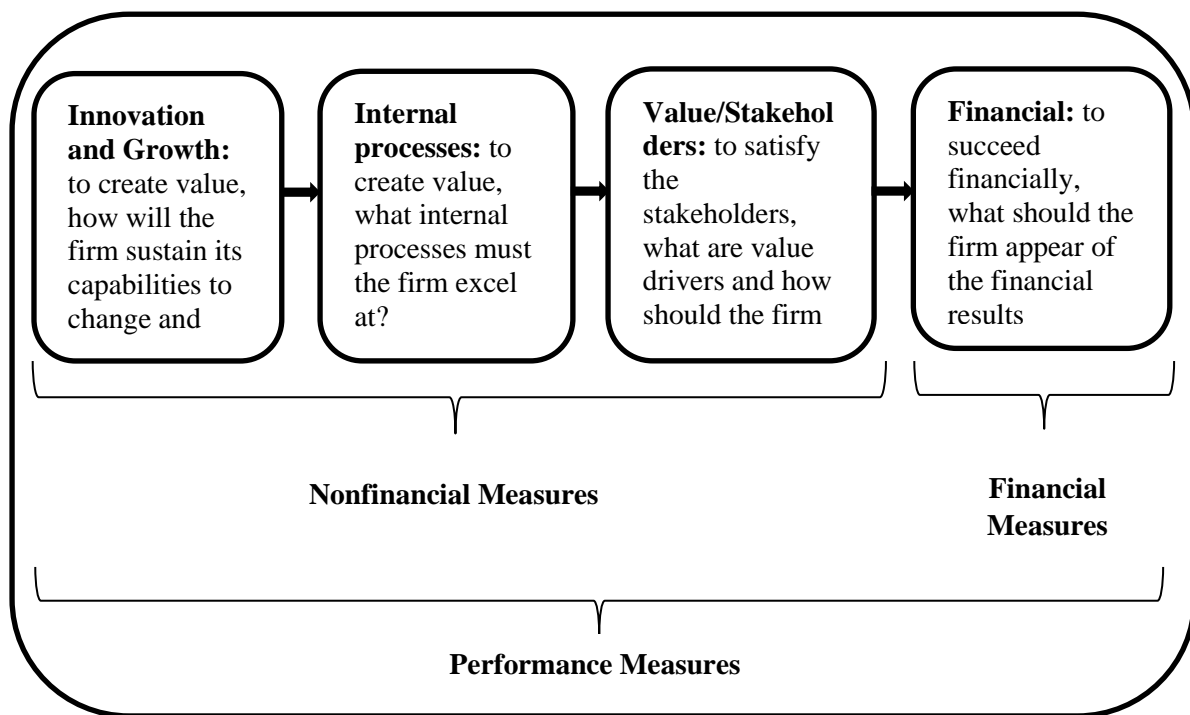 Innovation
and Growth:
to create value,
how will the
firm sustain its
capabilities to
change and
Internal
processes: to
create value,
what internal
processes must
the firm excel
at?
Value/Stakehol
ders: to satisfy
the
stakeholders,
what are value
drivers and how
should the firm
Financial: to
succeed
financially,
what should the
firm appear of
the financial
results
Nonfinancial Measures
Financial
Measures
Performance Measures